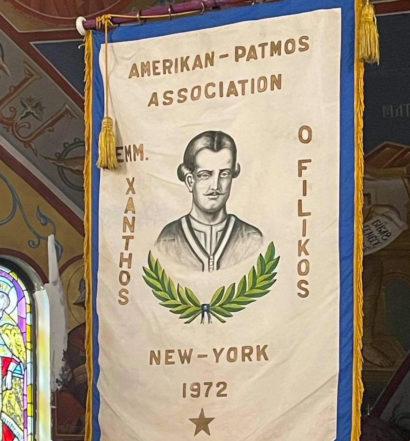 AMERIKAN-PATMOS
ASSOCIATION
EMM.
XANTHOS
O
FILIKOS
NEW-YORK
1972